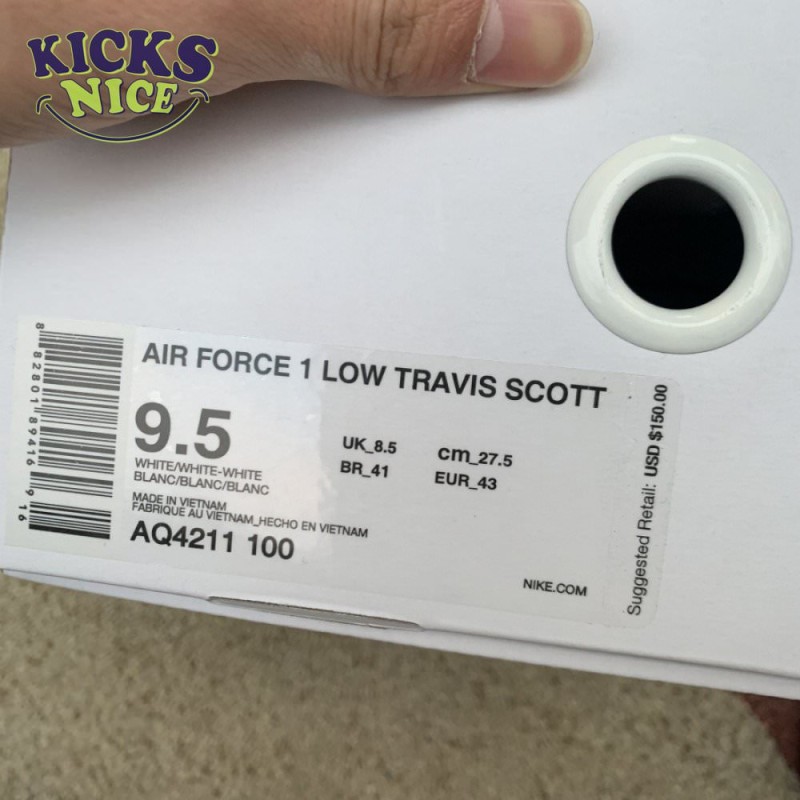 KICKS
NICE
AIR FORCE 1 LOW TRAVIS SCOTT
9.5
UK_8.5
cm_27.5
BR_41
EUR_43
WHITE/WHITE-WHITE
BLANC/BLANC/BLANC
MADE IN VIETNAM
FABRIQUE AU VIETNAM_HECHO EN VIETNAM
AQ4211 100
NIKE.COM
Suggested Retail: USD $150.00
8 82801 89416 9 16